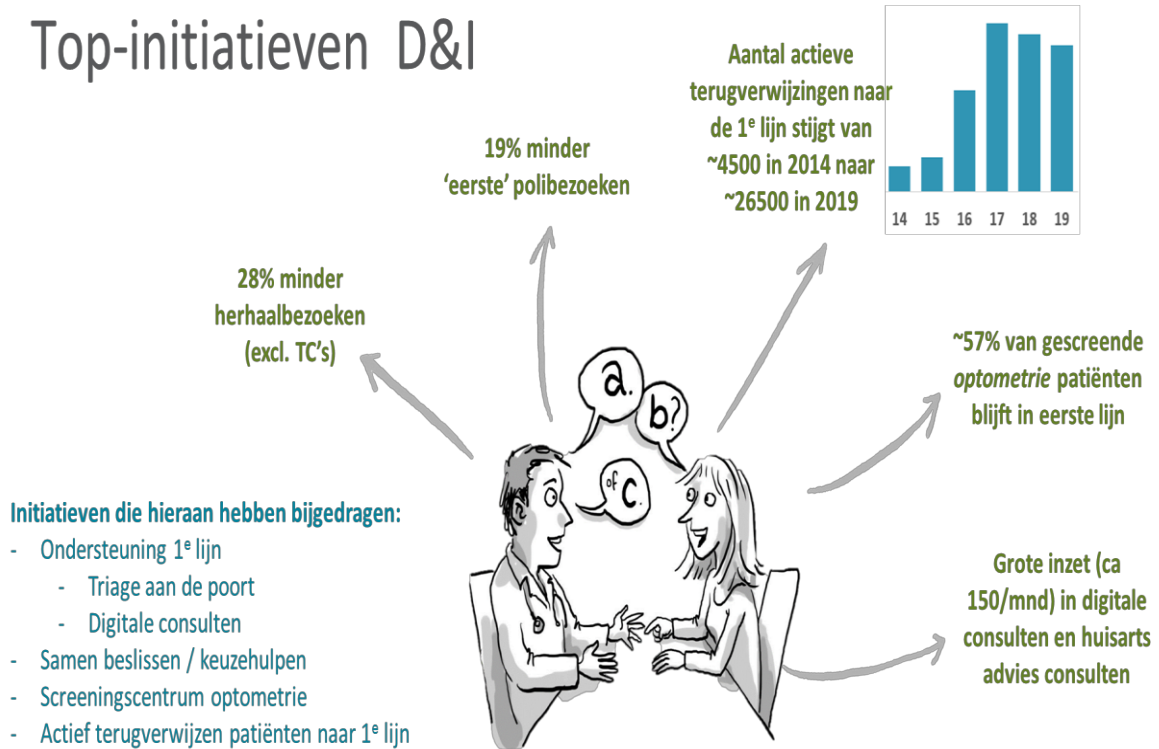 Top-initiatieven D&I
Aantal actieve
terugverwijzingen naar
de 1e lijn stijgt van
~4500 in 2014 naar
~26500 in 2019
14 15 16 17 18 19
19% minder
‘eerste’ polibezoeken
28% minder
herhaalbezoeken
(excl. TC’s)
~57% van gescreende
optometrie patiënten
blijft in eerste lijn
a.
b?
of C.
Initiatieven die hieraan hebben bijgedragen:
- Ondersteuning 1e lijn
- Triage aan de poort
- Digitale consulten
- Samen beslissen / keuzehulpen
- Screeningscentrum optometrie
- Actief terugverwijzen patiënten naar 1e lijn
Grote inzet (ca
150/mnd) in digitale
consulten en huisarts
advies consulten